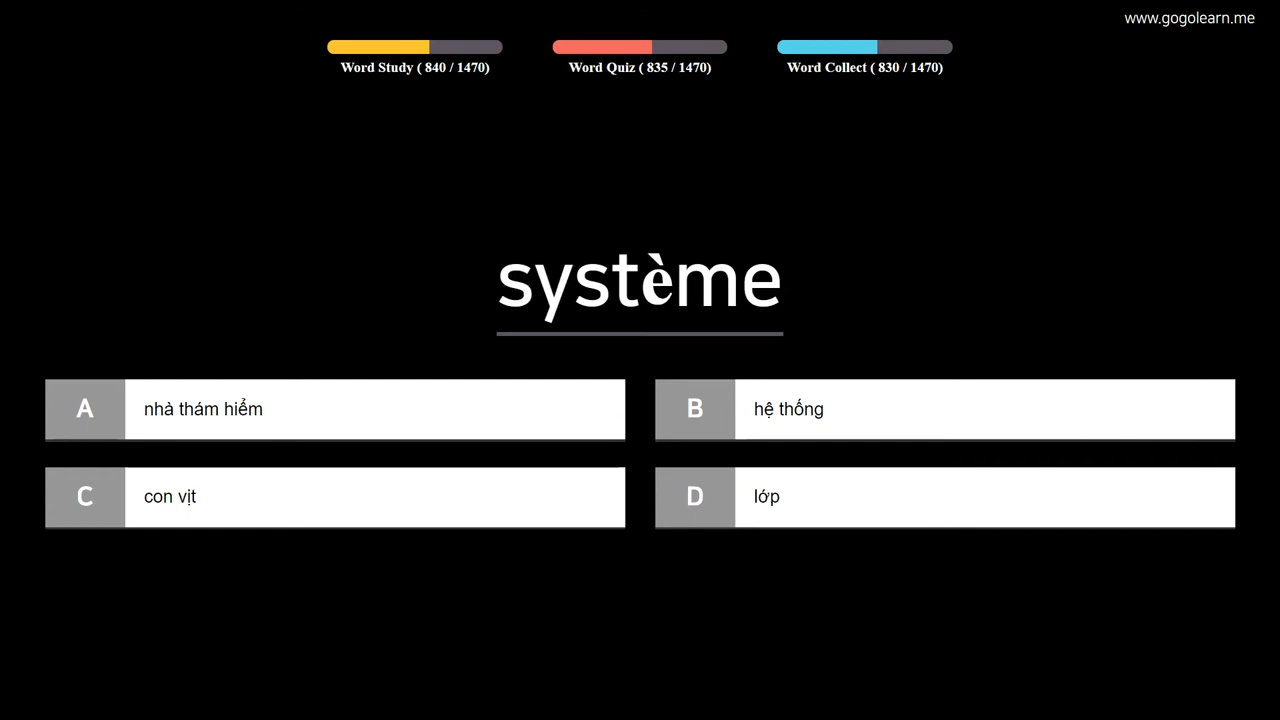 www.gogolearn.me
Word Study ( 840 / 1470)
Word Quiz ( 835 / 1470)
Word Collect ( 830 / 1470)
système
A nhà thám hiểm
B hệ thống
C con vịt
D lớp